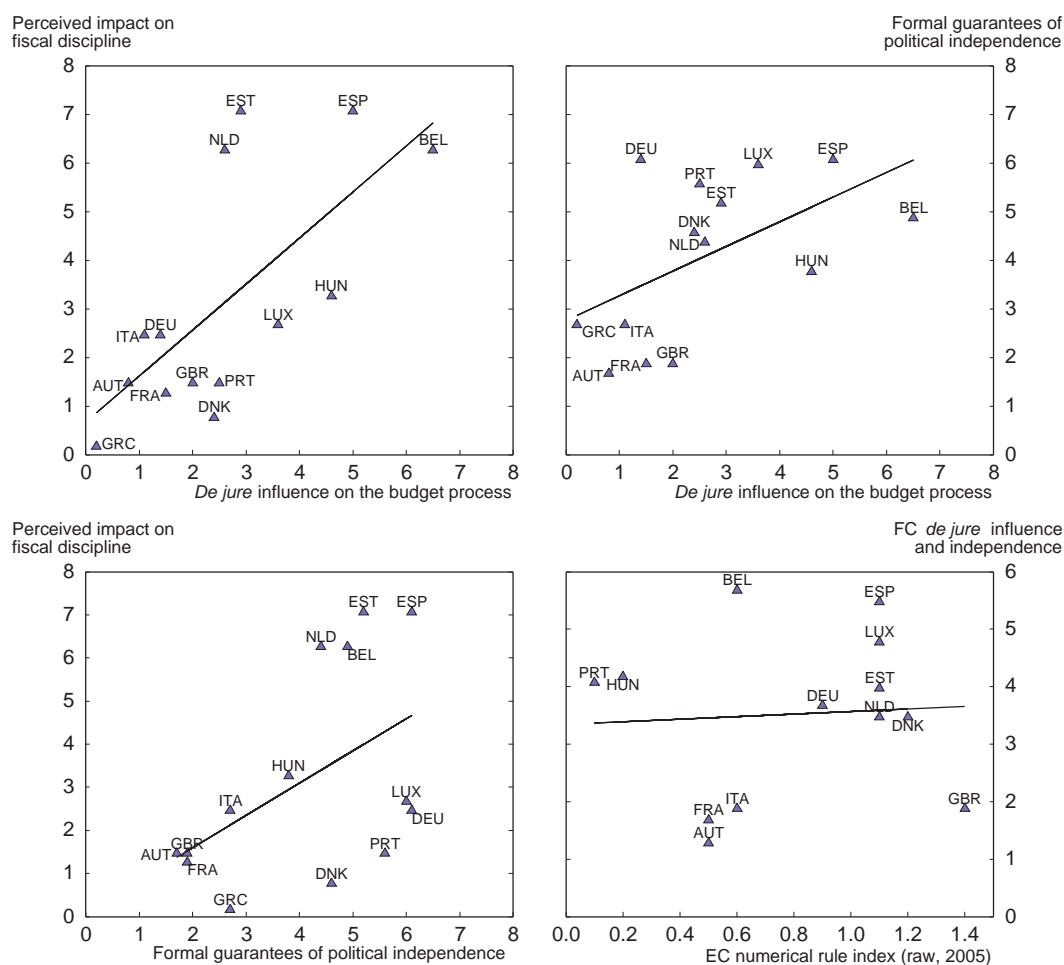 Perceived impact on
fiscal discipline
8
7
6
5
4
3
2
1
0
EST
ESP
NLD
BEL
HUN
LUX
ITA
DEU
AUT
FRA
GBR
PRT
DNK
GRC
0 1 2 3 4 5 6 7 8
De jure influence on the budget process
Formal guarantees of
political independence
8
7
6
5
4
3
2
1
0
DEU
LUX
ESP
PRT
EST
BEL
DNK
NLD
HUN
GRC
ITA
GBR
FRA
AUT
0 1 2 3 4 5 6 7 8
De jure influence on the budget process
Perceived impact on
fiscal discipline
8
7
6
5
4
3
2
1
0
EST
ESP
NLD
BEL
HUN
ITA
LUX
DEU
AUT
GBR
FRA
PRT
DNK
GRC
0 1 2 3 4 5 6 7 8
Formal guarantees of political independence
FC de jure influence
and independence
6
5
4
3
2
1
0
BEL
ESP
LUX
PRT
HUN
EST
DEU
NLD
DNK
ITA
FRA
GBR
AUT
0.0 0.2 0.4 0.6 0.8 1.0 1.2 1.4
EC numerical rule index (raw, 2005)